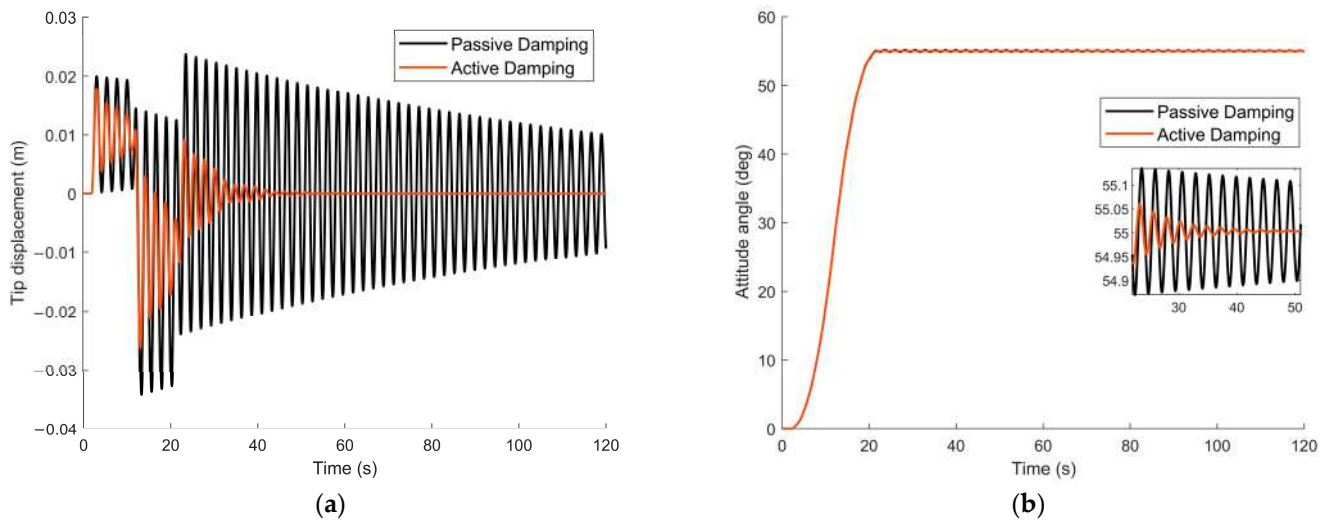 0.03
0.02
0.01
0
−0.01
−0.02
−0.03
−0.04
Tip displacement (m)
Passive Damping
Active Damping
0 20 40 60 80 100 120
Time (s)
(a)
60
50
40
30
20
10
0
Attitude angle (deg)
Passive Damping
Active Damping
55.1
55.05
55
54.95
54.9
30 40 50
0 20 40 60 80 100 120
Time (s)
(b)